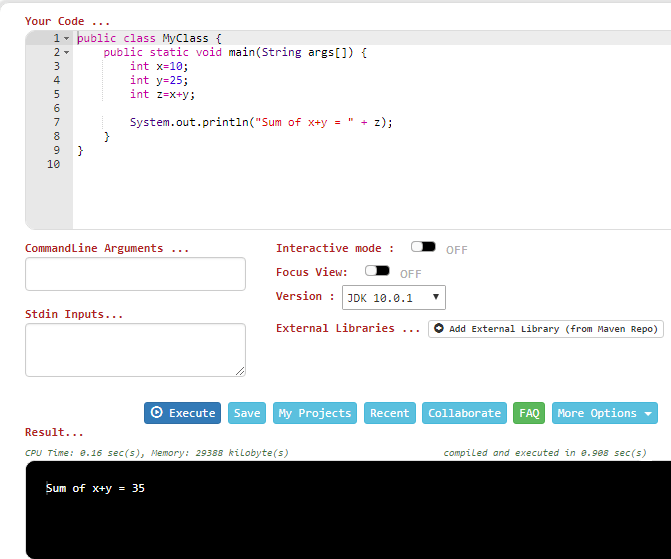 Your Code ...
1 public class MyClass {
2     public static void main(String args[]) {
3         int x=10;
4         int y=25;
5         int z=x+y;
6
7         System.out.println("Sum of x+y = " + z);
8     }
9 }
10
CommandLine Arguments ...
Interactive mode : OFF
Focus View: OFF
Version : JDK 10.0.1
Stdin Inputs...
External Libraries ... Add External Library (from Maven Repo)
Execute Save My Projects Recent Collaborate FAQ More Options
Result...
CPU Time: 0.16 sec(s), Memory: 29388 kilobyte(s) compiled and executed in 0.908 sec(s)
Sum of x+y = 35